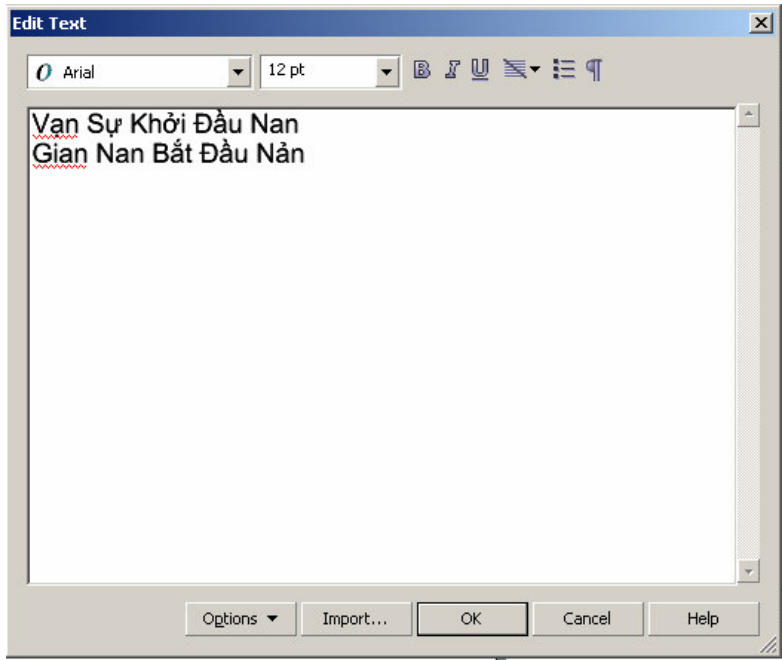 Edit Text
Arial 12 pt B I U
Vạn Sự Khởi Đầu Nan
Gian Nan Bắt Đầu Nản
Options Import... OK Cancel Help